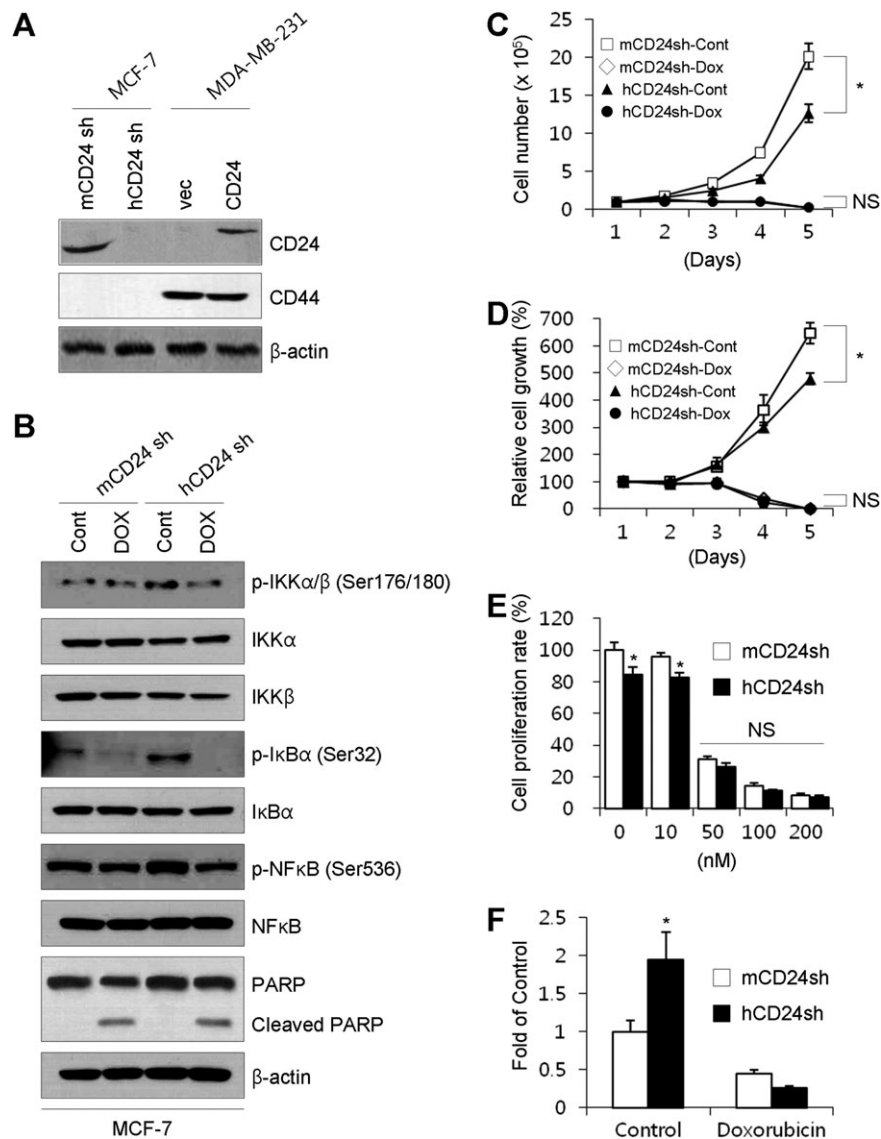 A
MCF-7
MDA-MB-231
mCD24 sh
hCD24 sh
vec
CD24
CD24
CD44
β-actin
B
mCD24 sh
hCD24 sh
Cont
DOX
Cont
DOX
p-IKKα/β (Ser176/180)
IKKα
IKKβ
p-IκBα (Ser32)
IκBα
p-NFκB (Ser536)
NFκB
PARP
Cleaved PARP
β-actin
MCF-7
C
Cell number (x 10⁵)
25
20
15
10
5
0
mCD24sh-Cont
mCD24sh-Dox
hCD24sh-Cont
hCD24sh-Dox
*
NS
1 2 3 4 5
(Days)
D
Relative cell growth (%)
700
600
500
400
300
200
100
0
mCD24sh-Cont
mCD24sh-Dox
hCD24sh-Cont
hCD24sh-Dox
*
NS
1 2 3 4 5
(Days)
E
Cell proliferation rate (%)
120
100
80
60
40
20
0
* *
NS
mCD24sh
hCD24sh
0 10 50 100 200
(nM)
F
Fold of Control
2.5
2
1.5
1
0.5
0
*
mCD24sh
hCD24sh
Control Doxorubicin